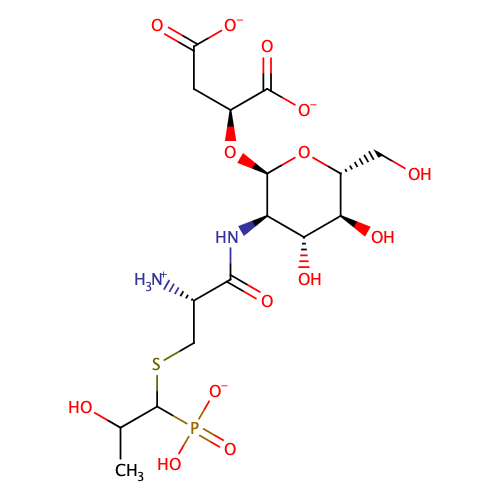 O O⁻ O
O⁻
O O
OH
HN OH
H₃N⁺ OH
O
S
O⁻
HO P O
HO
CH₃